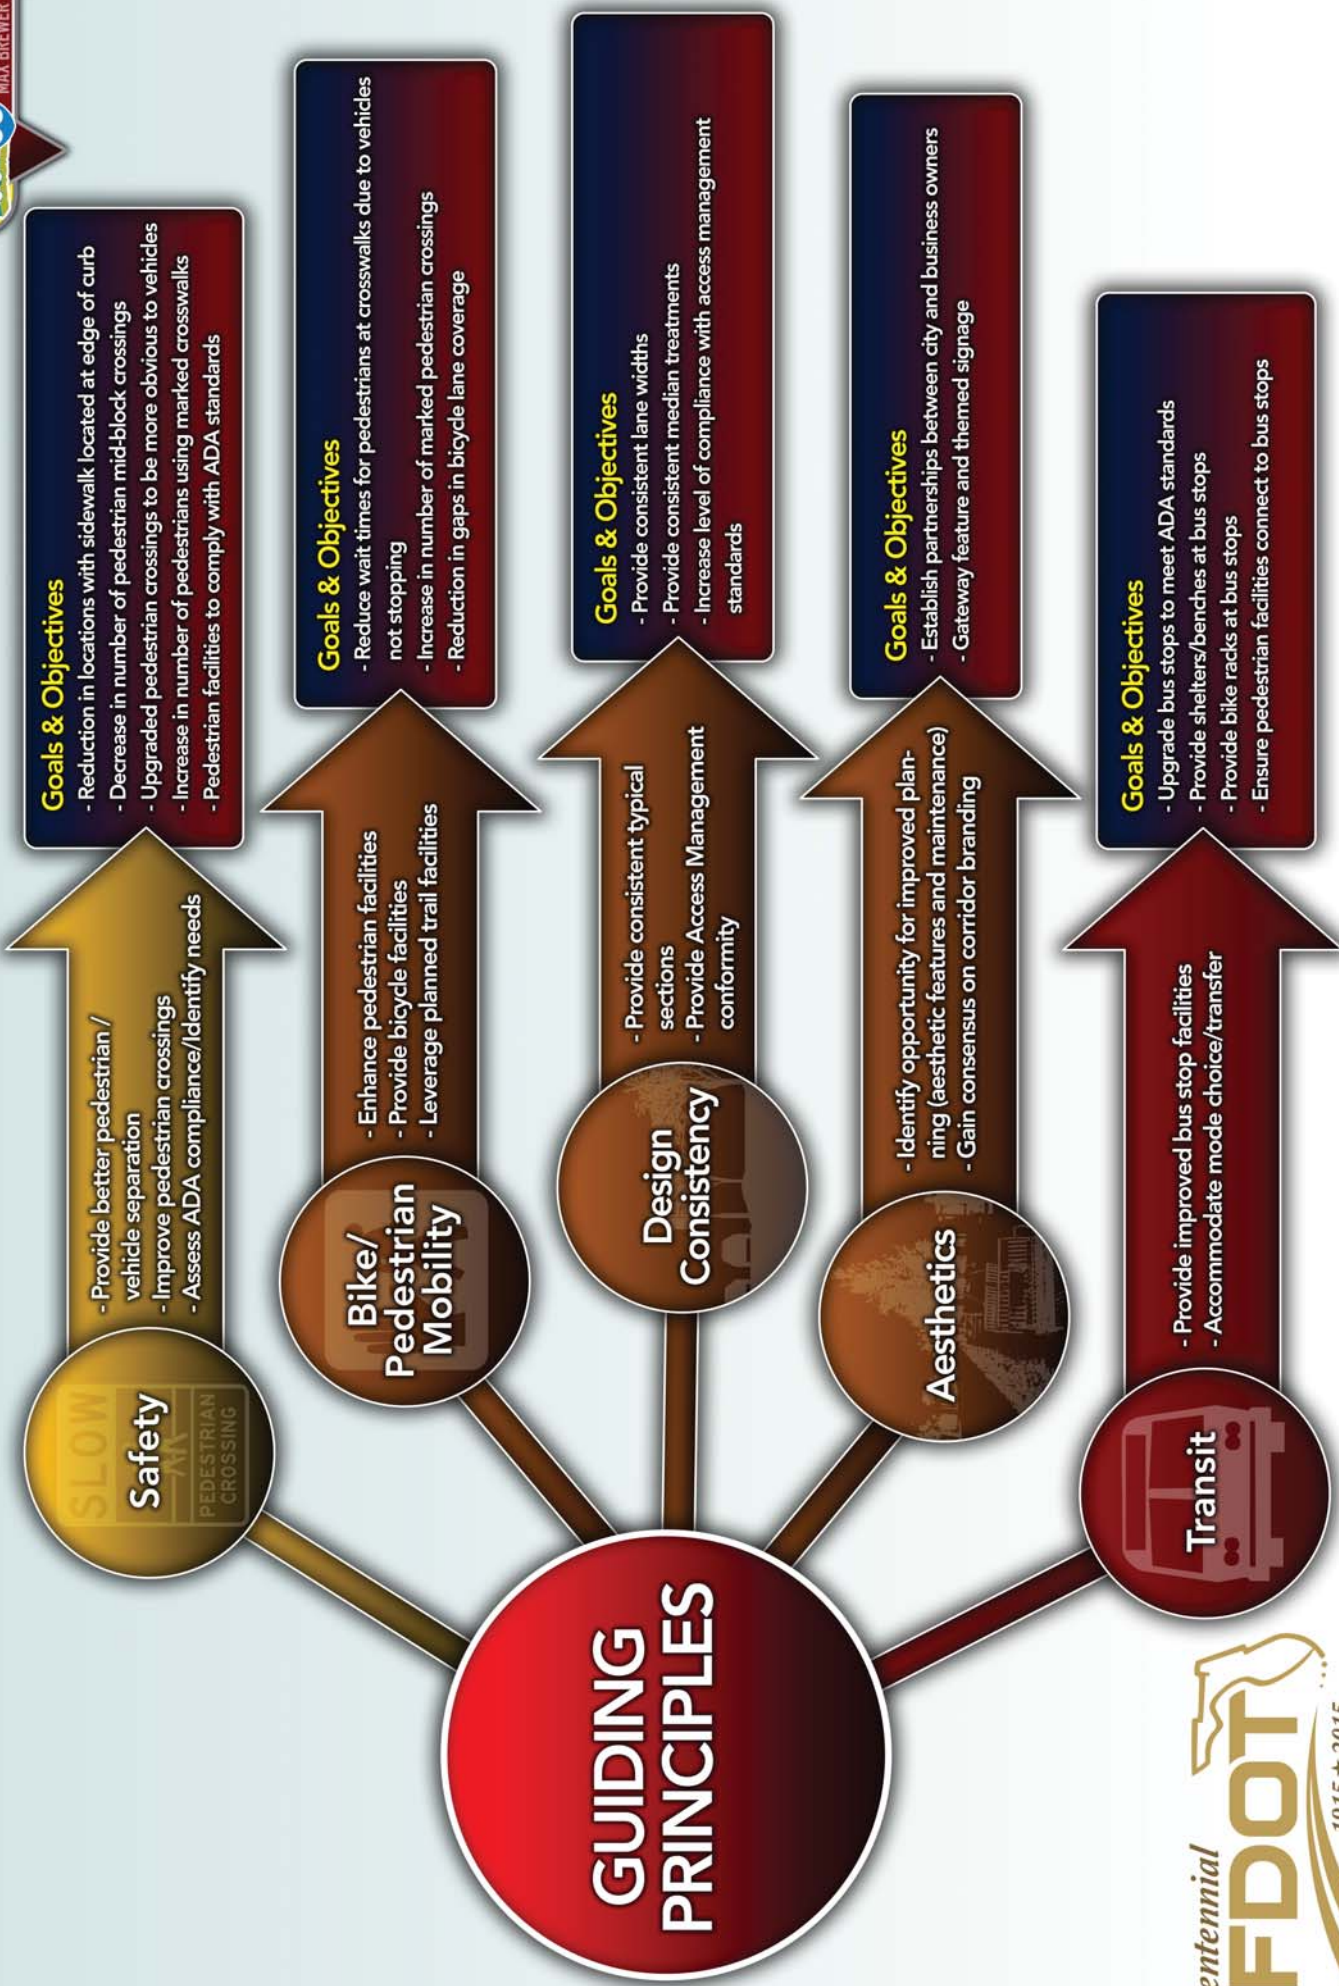 MAX BREWER
GUIDING
PRINCIPLES
SLOW
Safety
PEDESTRIAN
CROSSING
- Provide better pedestrian /
vehicle separation
- Improve pedestrian crossings
- Assess ADA compliance/Identify needs
Goals & Objectives
- Reduction in locations with sidewalk located at edge of curb
- Decrease in number of pedestrian mid-block crossings
- Upgraded pedestrian crossings to be more obvious to vehicles
- Increase in number of pedestrians using marked crosswalks
- Pedestrian facilities to comply with ADA standards
Bike/
Pedestrian
Mobility
- Enhance pedestrian facilities
- Provide bicycle facilities
- Leverage planned trail facilities
Goals & Objectives
- Reduce wait times for pedestrians at crosswalks due to vehicles
not stopping
- Increase in number of marked pedestrian crossings
- Reduction in gaps in bicycle lane coverage
Design
Consistency
- Provide consistent typical
sections
- Provide Access Management
conformity
Goals & Objectives
- Provide consistent lane widths
- Provide consistent median treatments
- Increase level of compliance with access management
standards
Aesthetics
- Identify opportunity for improved plan-
ning (aesthetic features and maintenance)
- Gain consensus on corridor branding
Goals & Objectives
- Establish partnerships between city and business owners
- Gateway feature and themed signage
Transit
- Provide improved bus stop facilities
- Accommodate mode choice/transfer
Goals & Objectives
- Upgrade bus stops to meet ADA standards
- Provide shelters/benches at bus stops
- Provide bike racks at bus stops
- Ensure pedestrian facilities connect to bus stops
entennial
FDOT
1915 ★ 2015